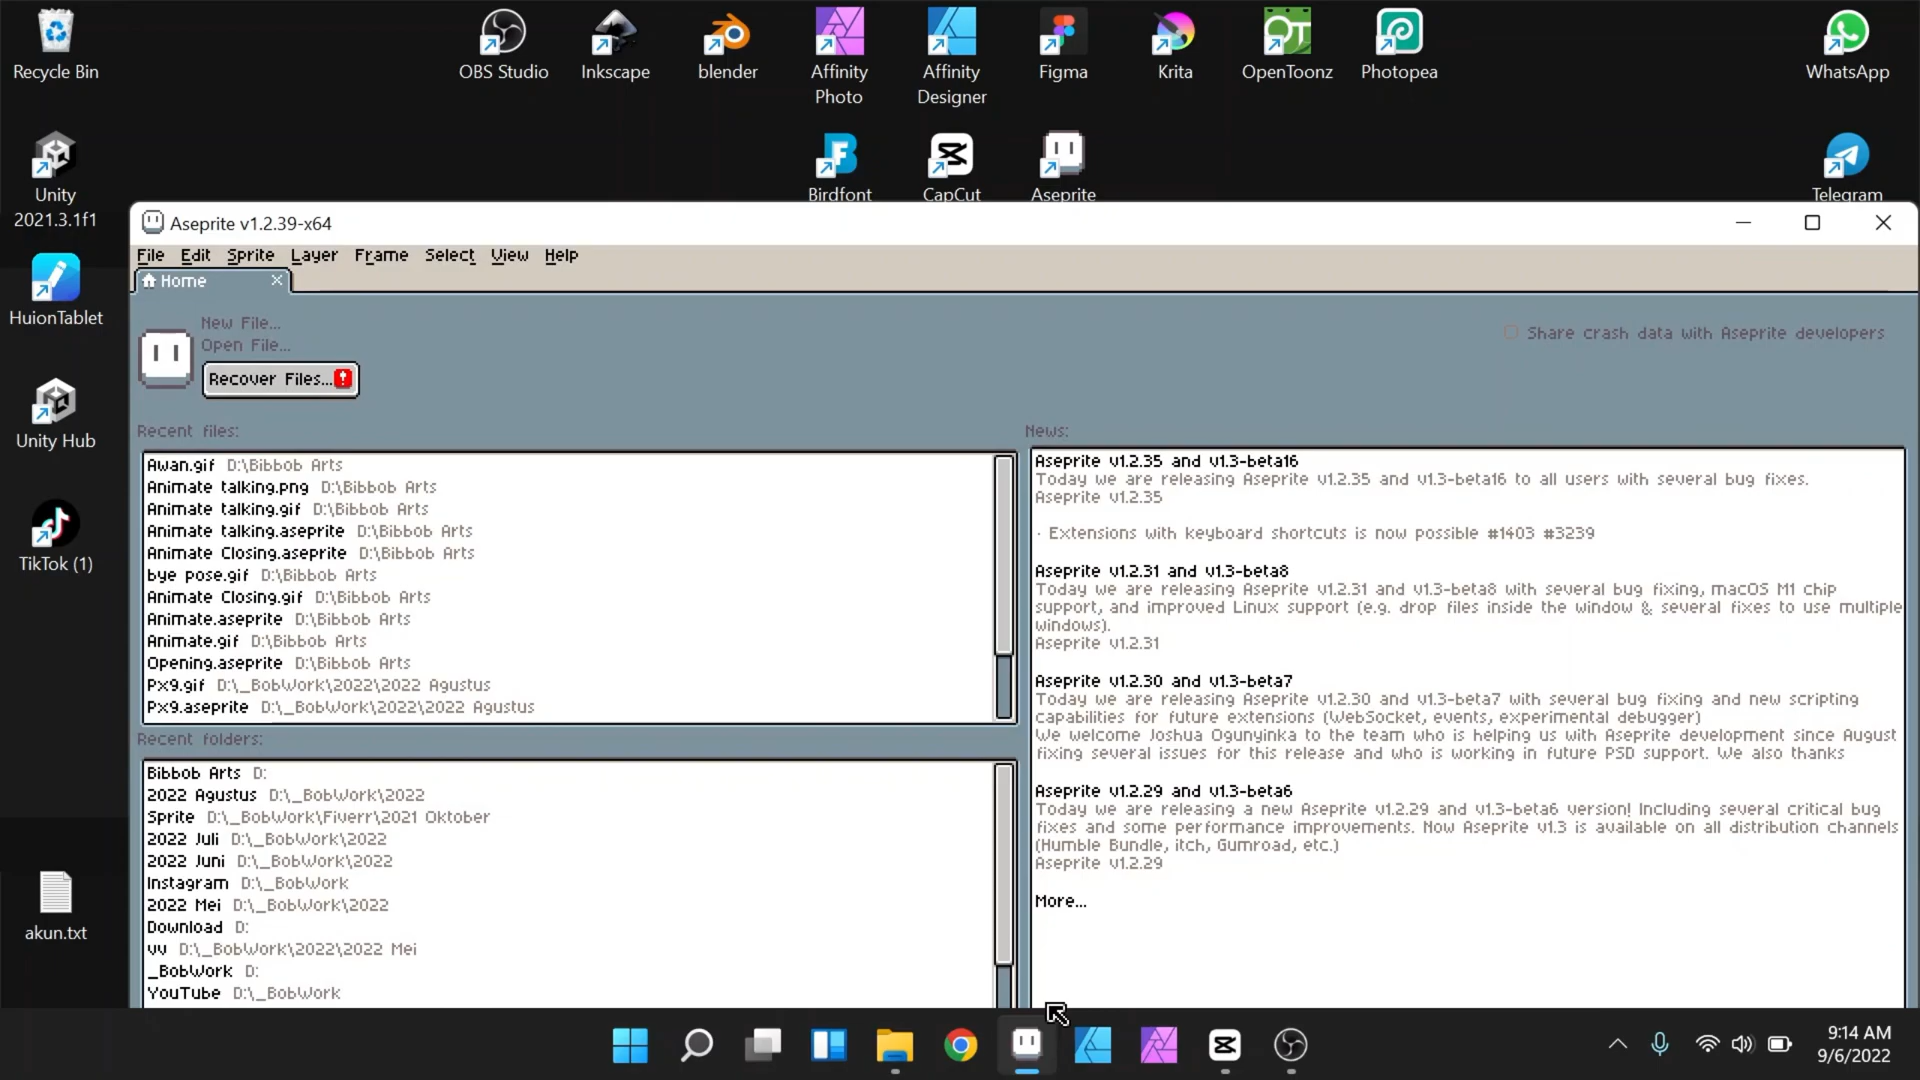 Recycle Bin
OBS Studio
Inkscape
blender
Affinity
Photo
Affinity
Designer
Figma
Krita
OpenToonz
Photopea
WhatsApp
Unity
2021.3.1f1
Birdfont
CapCut
Aseprite
Telegram
HuionTablet
Unity Hub
TikTok (1)
akun.txt
Aseprite v1.2.39-x64
File Edit Sprite Layer Frame Select View Help
Home
New File...
Open File...
Recover Files...
Share crash data with Aseprite developers
Recent files:
Awan.gif D:\Bibbob Arts
Animate talking.png D:\Bibbob Arts
Animate talking.gif D:\Bibbob Arts
Animate talking.aseprite D:\Bibbob Arts
Animate Closing.aseprite D:\Bibbob Arts
bye pose.gif D:\Bibbob Arts
Animate Closing.gif D:\Bibbob Arts
Animate.aseprite D:\Bibbob Arts
Animate.gif D:\Bibbob Arts
Opening.aseprite D:\Bibbob Arts
Px9.gif D:\_BobWork\2022\2022 Agustus
Px9.aseprite D:\_BobWork\2022\2022 Agustus
Recent folders:
Bibbob Arts D:
2022 Agustus D:\_BobWork\2022
Sprite D:\_BobWork\Fiverr\2021 Oktober
2022 Juli D:\_BobWork\2022
2022 Juni D:\_BobWork\2022
Instagram D:\_BobWork
2022 Mei D:\_BobWork\2022
Download D:
vv D:\_BobWork\2022\2022 Mei
_BobWork D:
YouTube D:\_BobWork
News:
Aseprite v1.2.35 and v1.3-beta16
Today we are releasing Aseprite v1.2.35 and v1.3-beta16 to all users with several bug fixes.
Aseprite v1.2.35
· Extensions with keyboard shortcuts is now possible #1403 #3239
Aseprite v1.2.31 and v1.3-beta8
Today we are releasing Aseprite v1.2.31 and v1.3-beta8 with several bug fixing, macOS M1 chip
support, and improved Linux support (e.g. drop files inside the window & several fixes to use multiple
windows).
Aseprite v1.2.31
Aseprite v1.2.30 and v1.3-beta7
Today we are releasing Aseprite v1.2.30 and v1.3-beta7 with several bug fixing and new scripting
capabilities for future extensions (WebSocket, events, experimental debugger)
We welcome Joshua Ogunyinka to the team who is helping us with Aseprite development since August
fixing several issues for this release and who is working in future PSD support. We also thanks
Aseprite v1.2.29 and v1.3-beta6
Today we are releasing a new Aseprite v1.2.29 and v1.3-beta6 version! Including several critical bug
fixes and some performance improvements. Now Aseprite v1.3 is available on all distribution channels
(Humble Bundle, itch, Gumroad, etc.)
Aseprite v1.2.29
More...
9:14 AM
9/6/2022